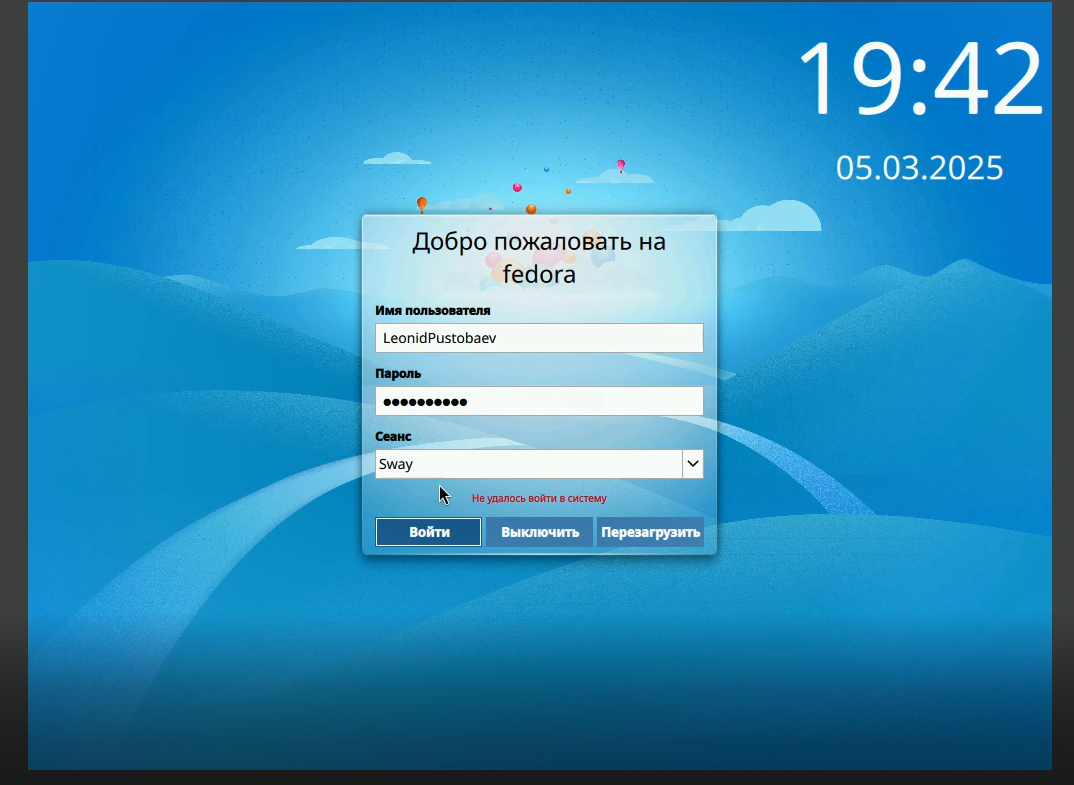 19:42
05.03.2025
Добро пожаловать на
fedora
Имя пользователя
LeonidPustobaev
Пароль
●●●●●●●●●●
Сеанс
Sway
Не удалось войти в систему
Войти Выключить Перезагрузить